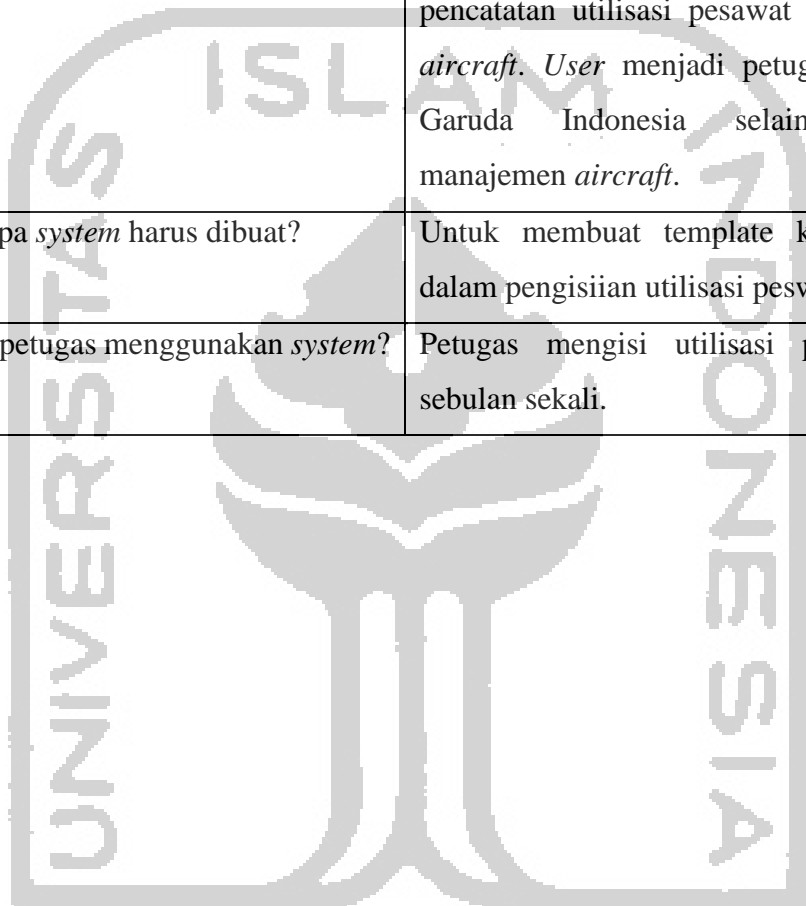 pencatatan utilisasi pesawat
aircraft. User menjadi petug
Garuda Indonesia selain
manajemen aircraft.
pa system harus dibuat?
Untuk membuat template k
dalam pengisiian utilisasi pesw
petugas menggunakan system?
Petugas mengisi utilisasi p
sebulan sekali.
UNIVERSITAS
ISLAM
INDONESIA